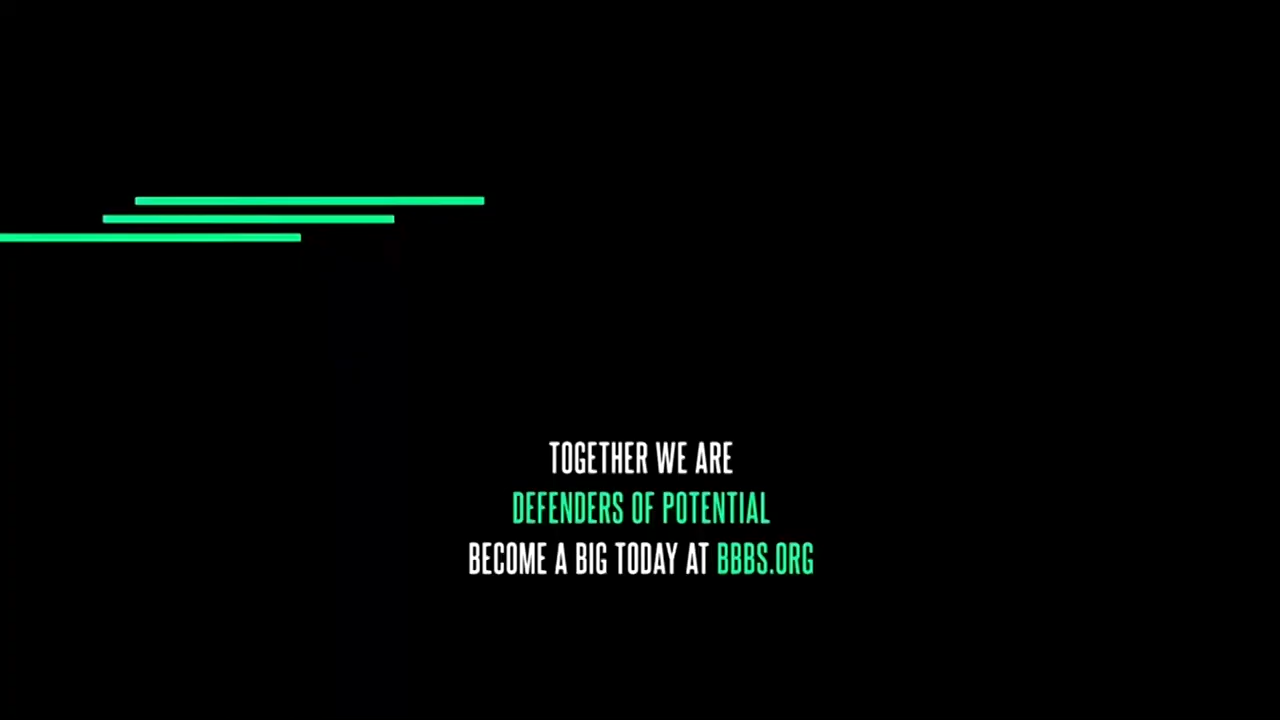 TOGETHER WE ARE
DEFENDERS OF POTENTIAL
BECOME A BIG TODAY AT BBBS.ORG